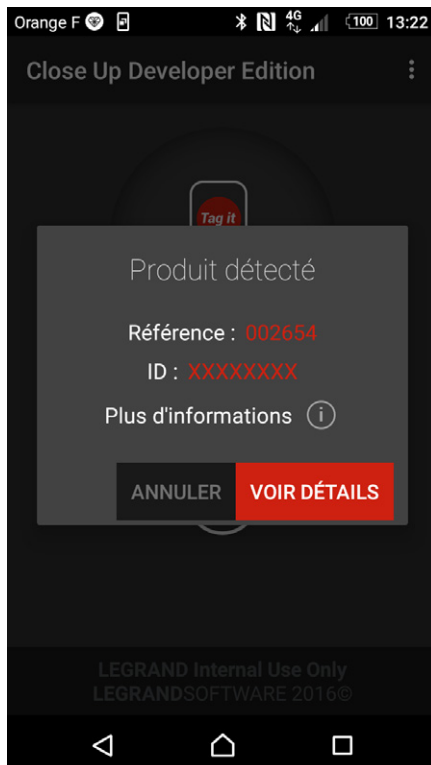 Orange F 4G 100 13:22
Close Up Developer Edition
Tag it
Produit détecté
Référence : 002654
ID : XXXXXXXX
Plus d'informations i
ANNULER VOIR DÉTAILS
LEGRAND Internal Use Only
LEGRANDSOFTWARE 2016©